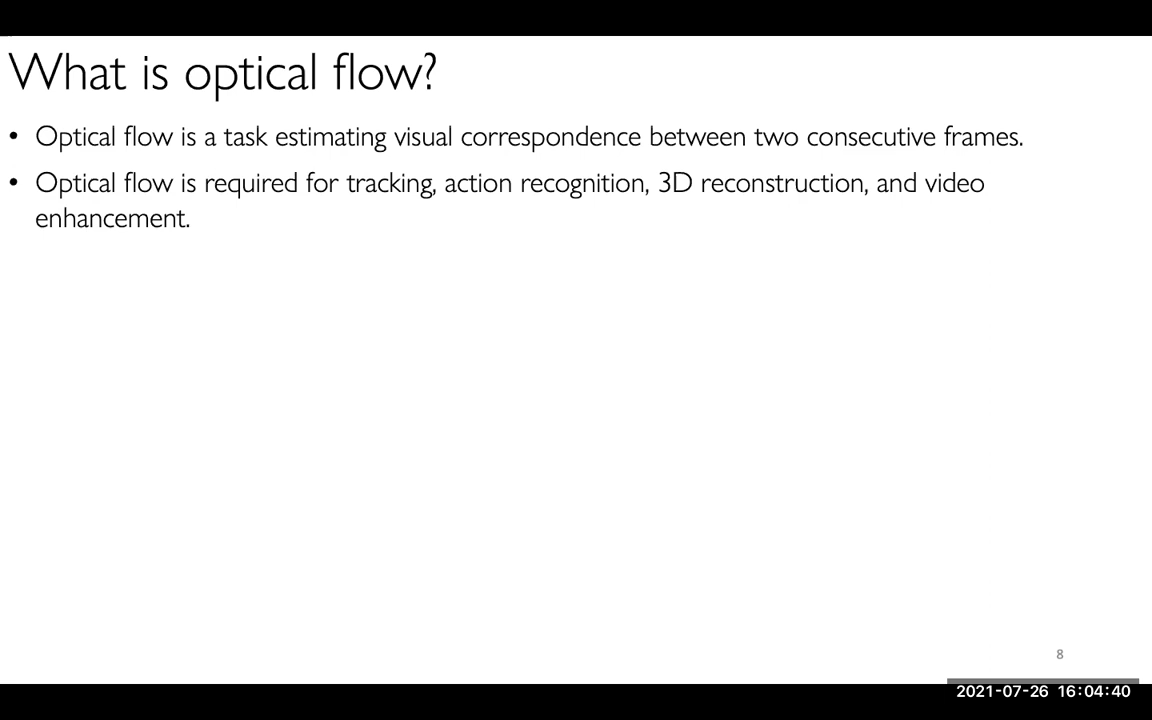 What is optical flow?
• Optical flow is a task estimating visual correspondence between two consecutive frames.
• Optical flow is required for tracking, action recognition, 3D reconstruction, and video
enhancement.
8
2021-07-26 16:04:40